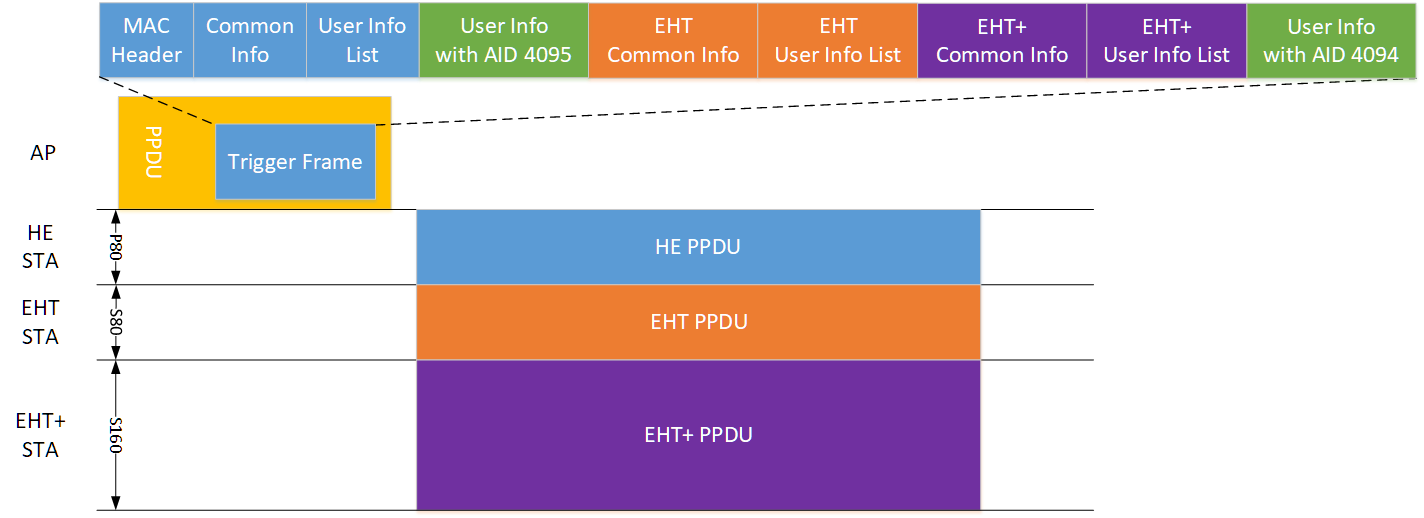 MAC
Header
Common
Info
User Info
List
User Info
with AID 4095
EHT
Common Info
EHT
User Info List
EHT+
Common Info
EHT+
User Info List
User Info
with AID 4094
AP
PPDU
Trigger Frame
HE
STA
P80
HE PPDU
EHT
STA
S80
EHT PPDU
EHT+
STA
S160
EHT+ PPDU